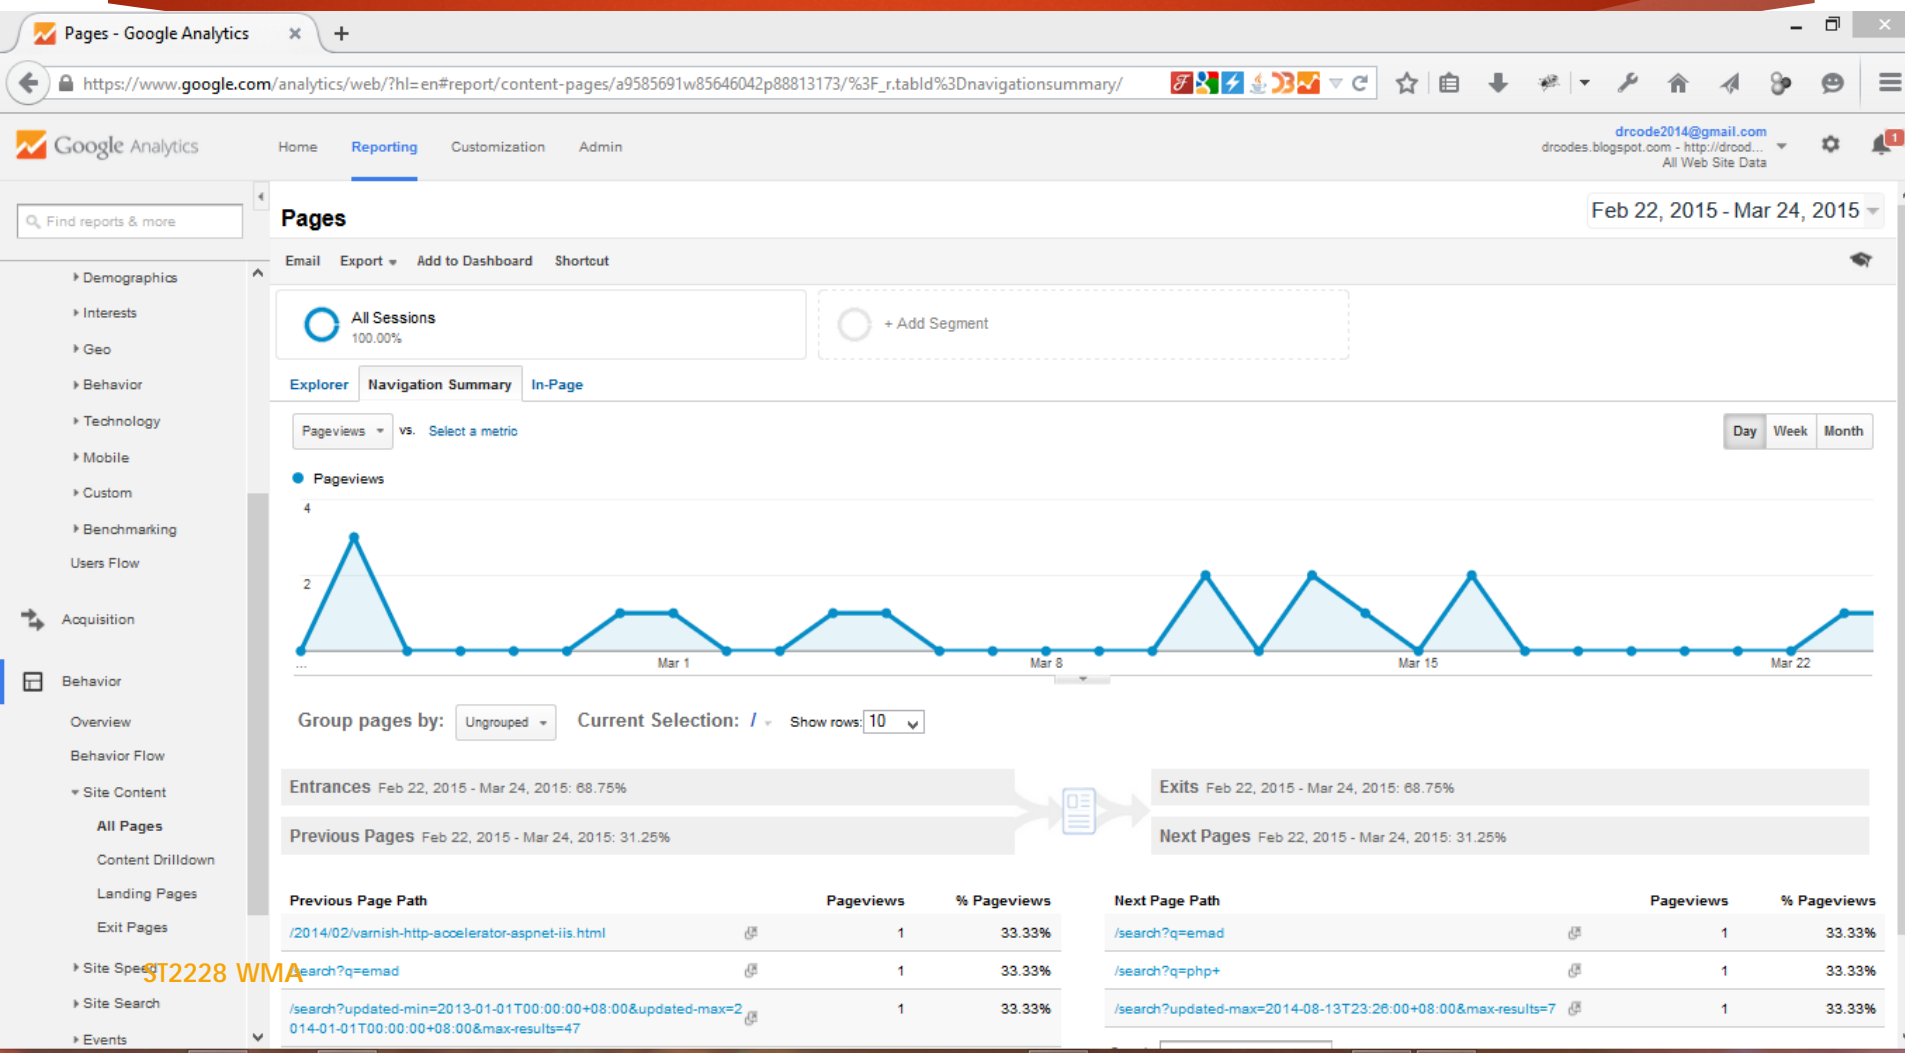 Pages - Google Analytics
https://www.google.com/analytics/web/?hl=en#report/content-pages/a9585691w85646042p88813173/%3F_r.tabId%3Dnavigationsummary/
Google Analytics
Home Reporting Customization Admin
drcode2014@gmail.com
drcodes.blogspot.com - http://drcod...
All Web Site Data
1
Find reports & more
Pages
Feb 22, 2015 - Mar 24, 2015
Email Export Add to Dashboard Shortcut
Demographics
Interests
Geo
Behavior
Technology
Mobile
Custom
Benchmarking
Users Flow
Acquisition
Behavior
Overview
Behavior Flow
Site Content
All Pages
Content Drilldown
Landing Pages
Exit Pages
Site Speed
Site Search
Events
ST2228 WMA
All Sessions
100.00%
+ Add Segment
Explorer Navigation Summary In-Page
Pageviews vs. Select a metric
Day Week Month
Pageviews
4
2
... Mar 1 Mar 8 Mar 15 Mar 22
Group pages by: Ungrouped Current Selection: / Show rows: 10
Entrances Feb 22, 2015 - Mar 24, 2015: 68.75%
Exits Feb 22, 2015 - Mar 24, 2015: 68.75%
Previous Pages Feb 22, 2015 - Mar 24, 2015: 31.25%
Next Pages Feb 22, 2015 - Mar 24, 2015: 31.25%
Previous Page Path Pageviews % Pageviews
/2014/02/varnish-http-accelerator-aspnet-iis.html 1 33.33%
/search?q=emad 1 33.33%
/search?updated-min=2013-01-01T00:00:00+08:00&updated-max=2
014-01-01T00:00:00+08:00&max-results=47 1 33.33%
Next Page Path Pageviews % Pageviews
/search?q=emad 1 33.33%
/search?q=php+ 1 33.33%
/search?updated-max=2014-08-13T23:26:00+08:00&max-results=7 1 33.33%